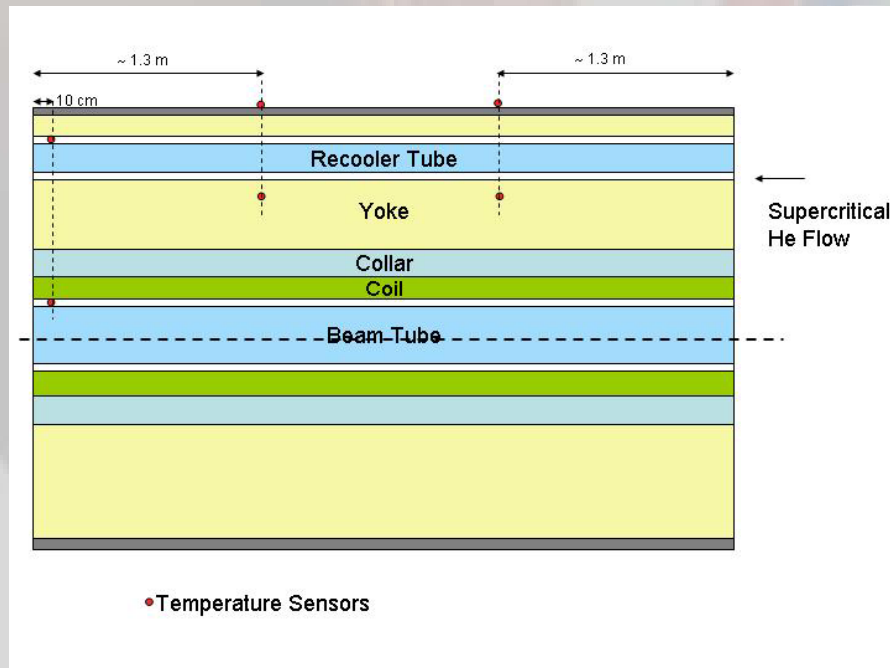 ~ 1.3 m
~ 1.3 m
10 cm
Recooler Tube
Yoke
Supercritical
He Flow
Collar
Coil
Beam Tube
Temperature Sensors